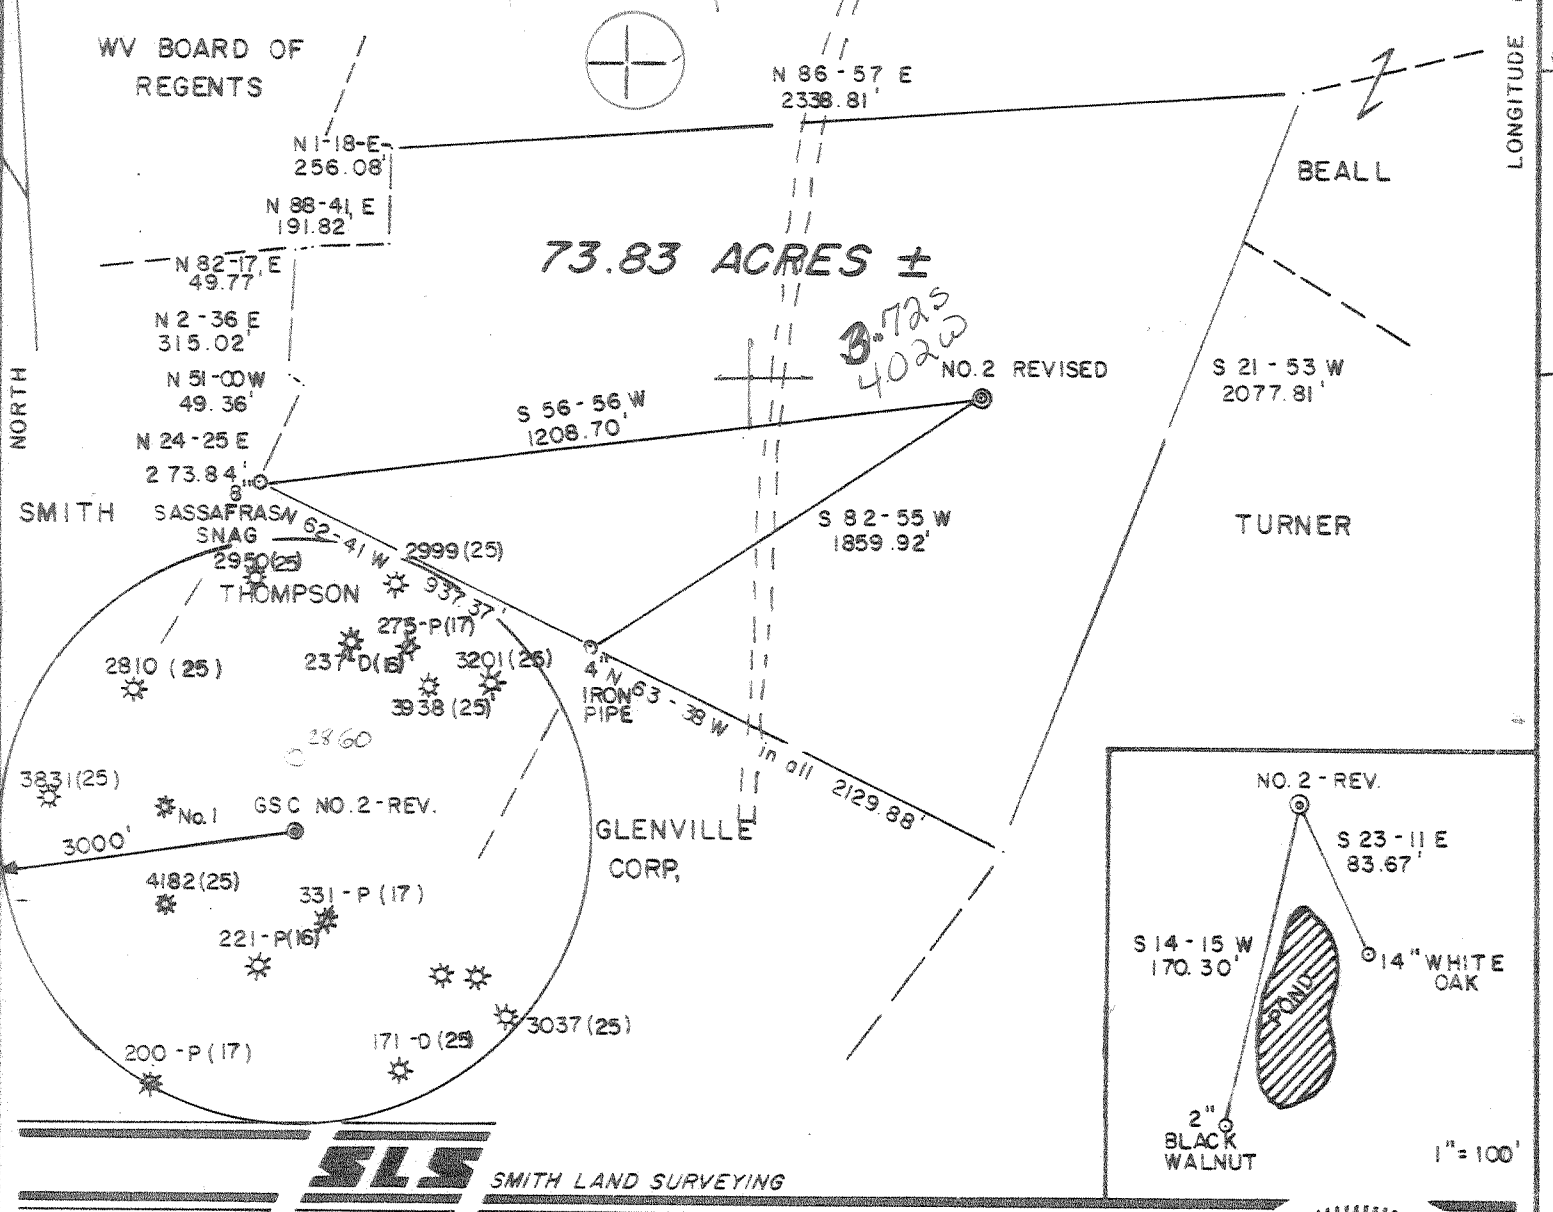 WV BOARD OF
REGENTS
N 86-57 E
2338.81'
LONGITUDE
N 1-18-E
256.08'
BEALL
N 88-41 E
191.82'
73.83 ACRES ±
N 82-17 E
49.77'
3.72 S
4.02 W
N 2-36 E
315.02'
NO.2 REVISED
N 51-00 W
49.36'
S 21-53 W
2077.81'
NORTH
S 56-56 W
1208.70'
N 24-25 E
273.84'
8"
SASSAFRAS
SNAG
SMITH
N 62-41 W 937.37'
S 82-55 W
1859.92'
TURNER
2950(25)
2999(25)
THOMPSON
275-P(17)
237-D(16)
3201(26)
2810 (25)
3938(25)
4"
IRON
PIPE
N 63-38 W in all 2129.88'
2860
3831(25)
No.1
GSC NO.2-REV.
3000'
GLENVILLE
CORP,
4182(25)
331-P(17)
221-P(16)
3037(25)
171-D(25)
200-P(17)
NO. 2-REV.
S 23-11 E
83.67'
S 14-15 W
170.30'
14" WHITE
OAK
POND
2"
BLACK
WALNUT
1"=100'
SLS SMITH LAND SURVEYING